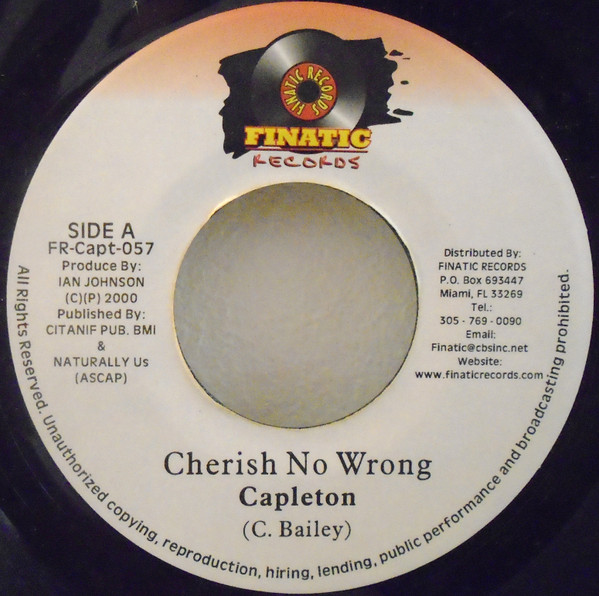 FINATIC RECORDS
FINATIC
RECORDS
SIDE A
FR-Capt-057
Produce By:
IAN JOHNSON
(C)(P) 2000
Published By:
CITANIF PUB. BMI
&
NATURALLY Us
(ASCAP)
Distributed By:
FINATIC RECORDS
P.O. Box 693447
Miami, FL 33269
Tel.:
305 - 769 - 0090
Email:
Finatic@cbsinc.net
Website:
www.finaticrecords.com
Cherish No Wrong
Capleton
(C. Bailey)
All Rights Reserved. Unauthorized copying, reproduction, hiring, lending, public performance and broadcasting prohibited.